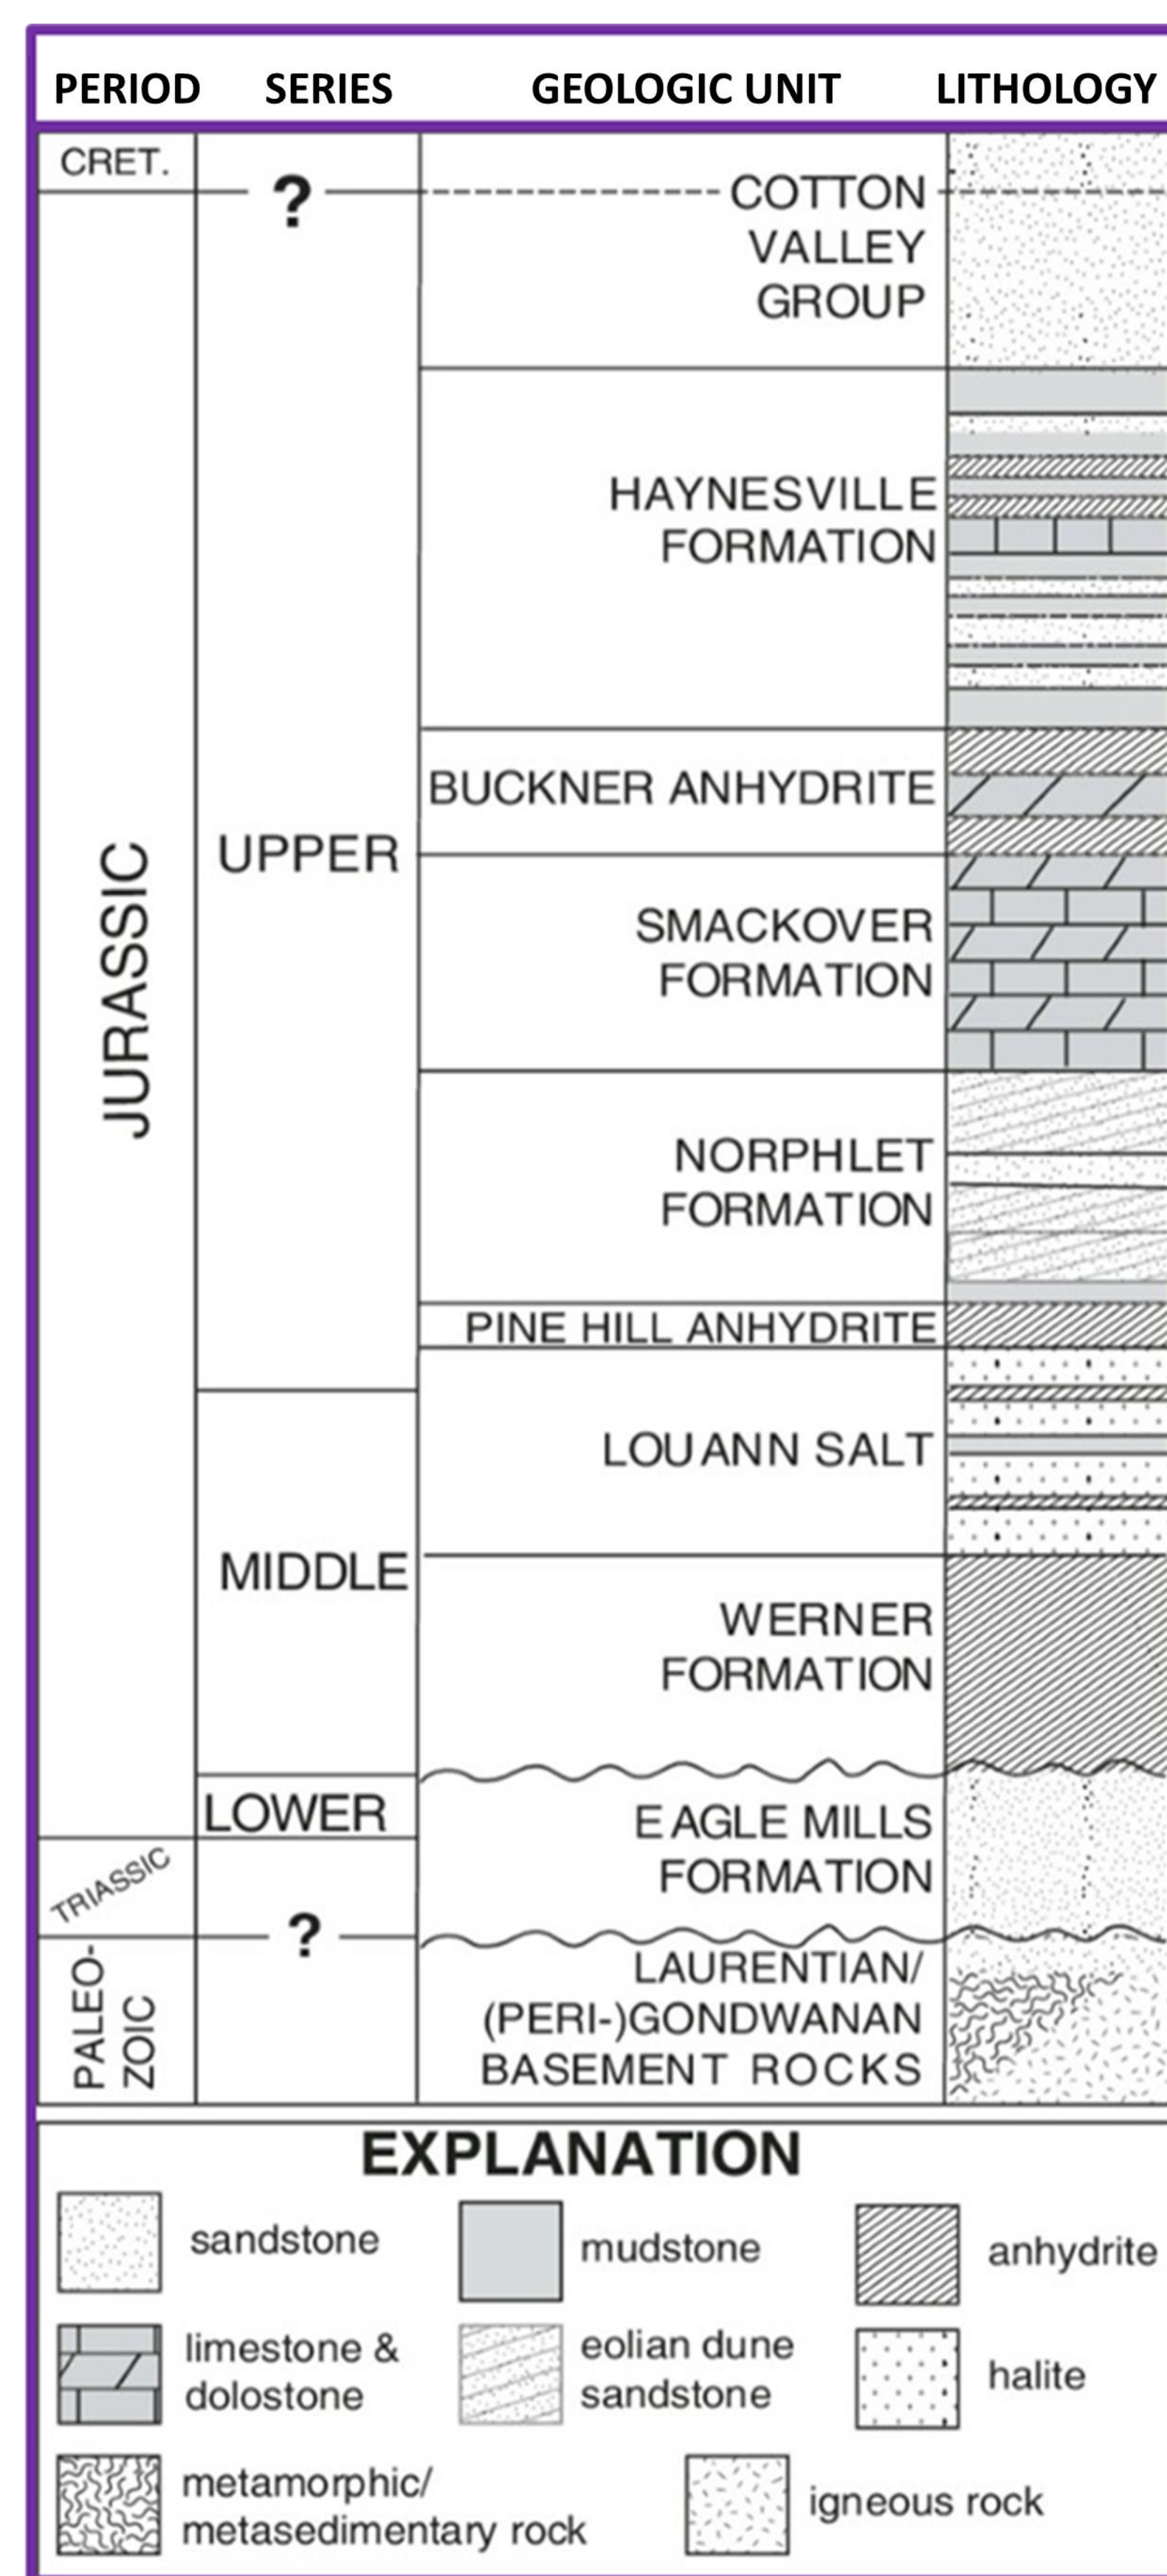 PERIOD SERIES GEOLOGIC UNIT LITHOLOGY
CRET.
?
COTTON
VALLEY
GROUP
HAYNESVILLE
FORMATION
BUCKNER ANHYDRITE
JURASSIC
UPPER
SMACKOVER
FORMATION
NORPHLET
FORMATION
PINE HILL ANHYDRITE
LOUANN SALT
MIDDLE
WERNER
FORMATION
LOWER
EAGLE MILLS
FORMATION
TRIASSIC
?
PALEO-
ZOIC
LAURENTIAN/
(PERI-)GONDWANAN
BASEMENT ROCKS
EXPLANATION
sandstone
mudstone
anhydrite
limestone &
dolostone
eolian dune
sandstone
halite
metamorphic/
metasedimentary rock
igneous rock